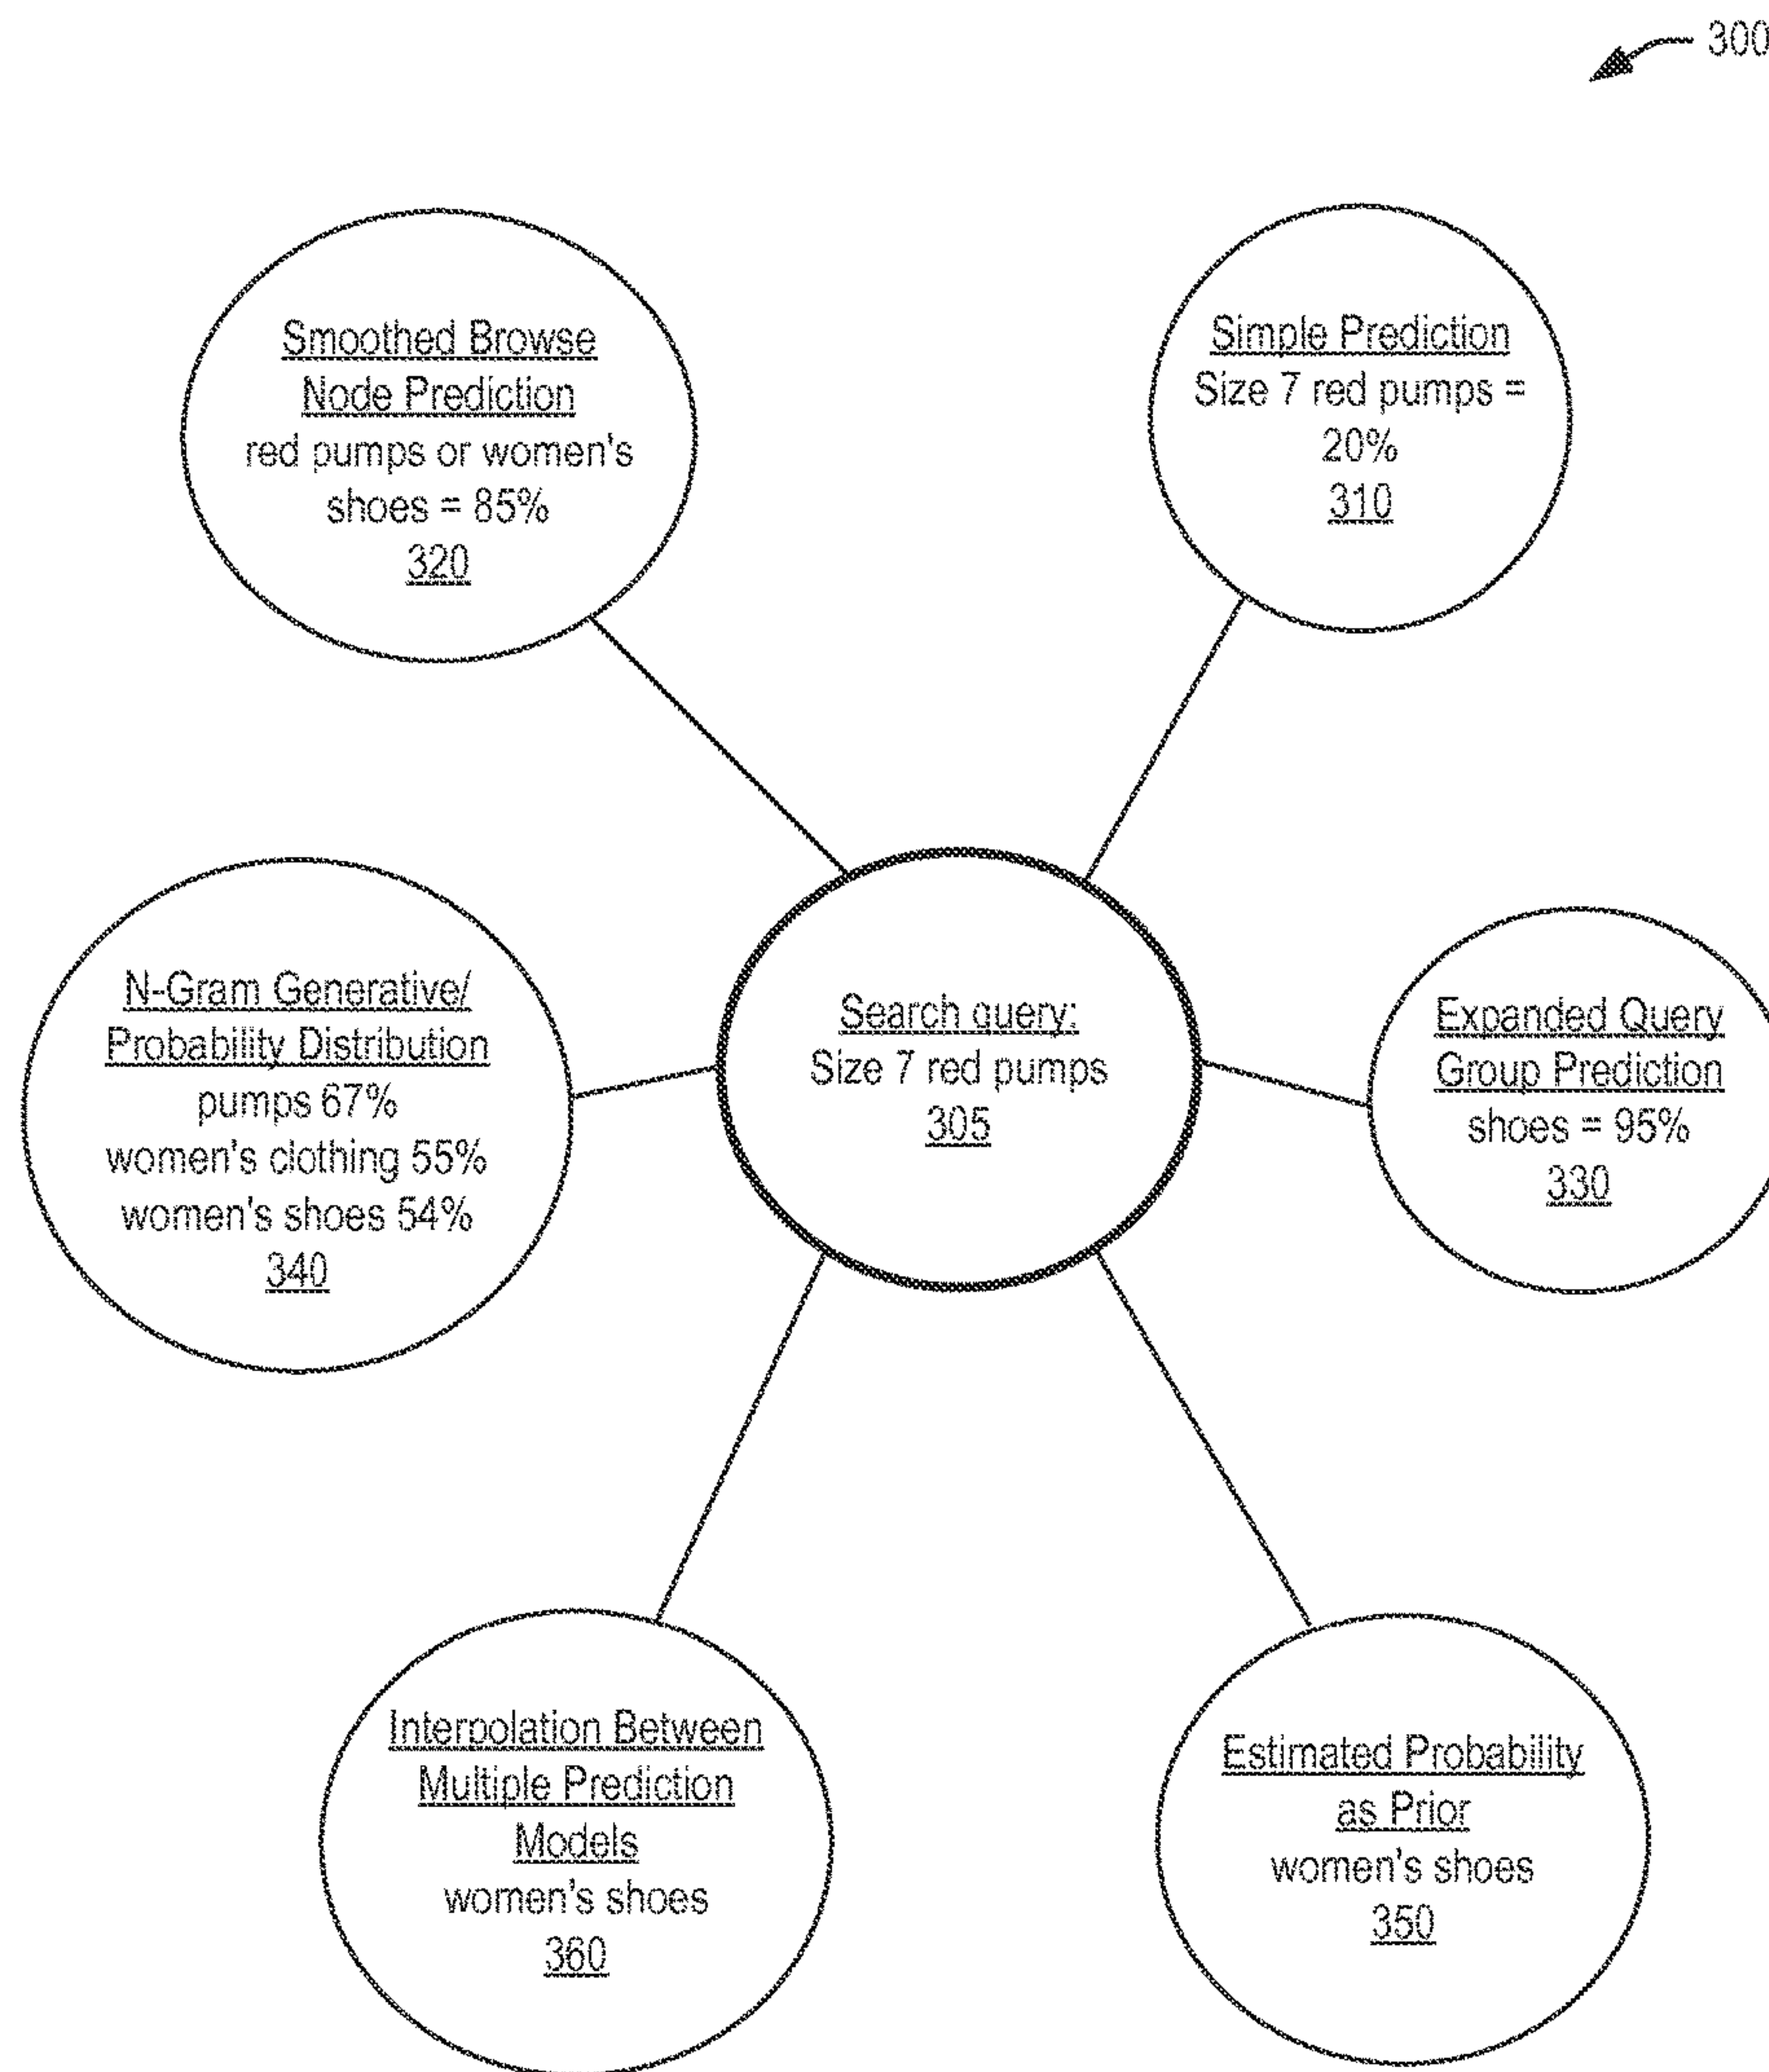 300
Smoothed Browse
Node Prediction
red pumps or women's
shoes = 85%
320
Simple Prediction
Size 7 red pumps =
20%
310
N-Gram Generative/
Probability Distribution
pumps 67%
women's clothing 55%
women's shoes 54%
340
Search query:
Size 7 red pumps
305
Expanded Query
Group Prediction
shoes = 95%
330
Interpolation Between
Multiple Prediction
Models
women's shoes
360
Estimated Probability
as Prior
women's shoes
350